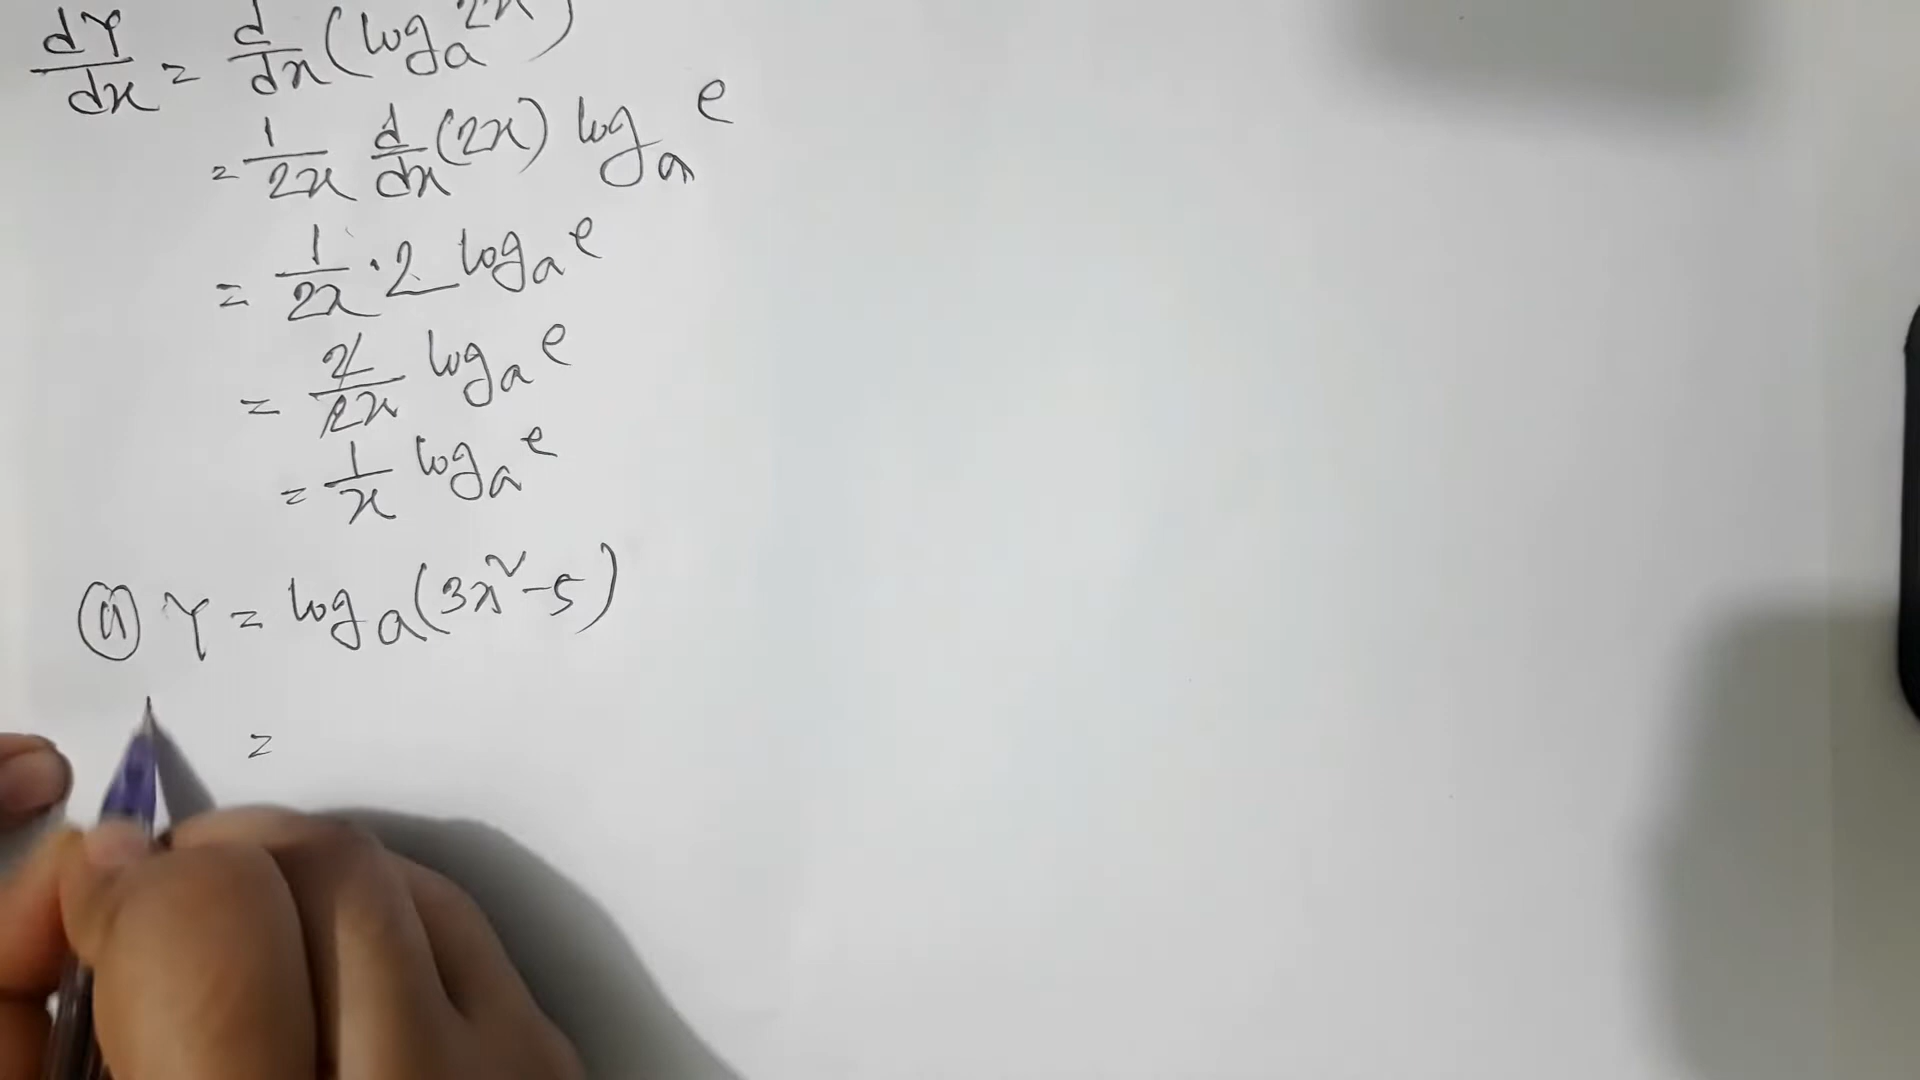 dY/dx = d/dx (log_a 2x)
= 1/2x d/dx (2x) log_a e
= 1/2x · 2 log_a e
= 2/2x log_a e
= 1/x log_a e
(ii) Y = log_a (3x² - 5)
=